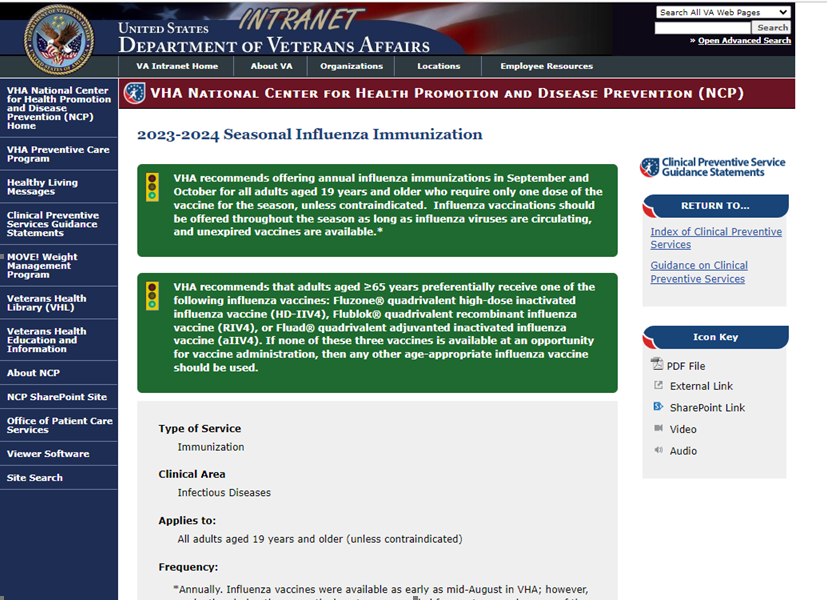 INTRANET
UNITED STATES
DEPARTMENT OF VETERANS AFFAIRS
Search All VA Web Pages
Search
» Open Advanced Search
VA Intranet Home
About VA
Organizations
Locations
Employee Resources
VHA National Center
for Health Promotion
and Disease
Prevention (NCP)
Home
VHA Preventive Care
Program
Healthy Living
Messages
Clinical Preventive
Services Guidance
Statements
MOVE! Weight
Management
Program
Veterans Health
Library (VHL)
Veterans Health
Education and
Information
About NCP
NCP SharePoint Site
Office of Patient Care
Services
Viewer Software
Site Search
VHA NATIONAL CENTER FOR HEALTH PROMOTION AND DISEASE PREVENTION (NCP)
2023-2024 Seasonal Influenza Immunization
VHA recommends offering annual influenza immunizations in September and
October for all adults aged 19 years and older who require only one dose of the
vaccine for the season, unless contraindicated. Influenza vaccinations should
be offered throughout the season as long as influenza viruses are circulating,
and unexpired vaccines are available.*
VHA recommends that adults aged ≥65 years preferentially receive one of the
following influenza vaccines: Fluzone® quadrivalent high-dose inactivated
influenza vaccine (HD-IIV4), Flublok® quadrivalent recombinant influenza
vaccine (RIV4), or Fluad® quadrivalent adjuvanted inactivated influenza
vaccine (aIIV4). If none of these three vaccines is available at an opportunity
for vaccine administration, then any other age-appropriate influenza vaccine
should be used.
Type of Service
Immunization
Clinical Area
Infectious Diseases
Applies to:
All adults aged 19 years and older (unless contraindicated)
Frequency:
*Annually. Influenza vaccines were available as early as mid-August in VHA; however,
Clinical Preventive Service
Guidance Statements
RETURN TO...
Index of Clinical Preventive
Services
Guidance on Clinical
Preventive Services
Icon Key
PDF File
External Link
SharePoint Link
Video
Audio